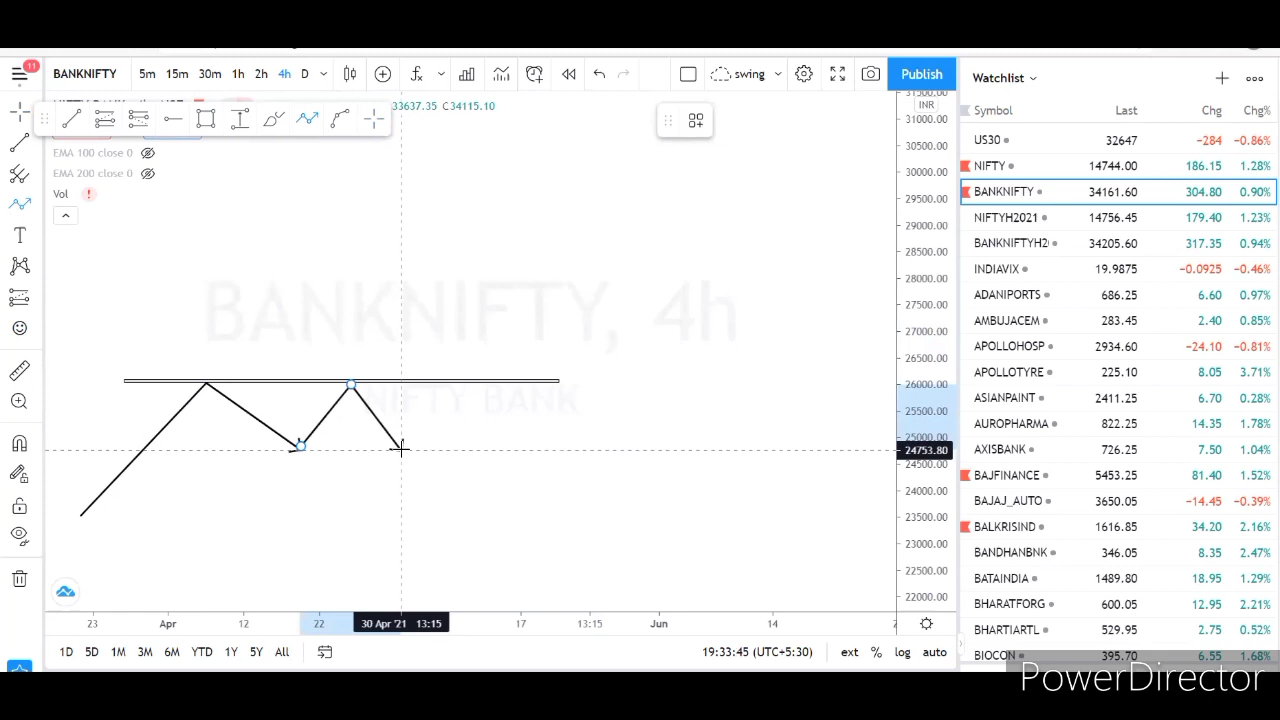 11
BANKNIFTY 5m 15m 30m 1h 2h 4h D swing Publish
33637.35 C34115.10
EMA 100 close 0
EMA 200 close 0
Vol !
BANKNIFTY, 4h
NIFTY BANK
INR
31000.00
30500.00
30000.00
29500.00
29000.00
28500.00
28000.00
27500.00
27000.00
26500.00
26000.00
25500.00
25000.00
24753.80
24500.00
24000.00
23500.00
23000.00
22500.00
22000.00
23 Apr 12 22 30 Apr '21 13:15 17 13:15 Jun 14
1D 5D 1M 3M 6M YTD 1Y 5Y All 19:33:45 (UTC+5:30) ext % log auto
Watchlist
Symbol Last Chg Chg%
US30 32647 −284 −0.86%
NIFTY 14744.00 186.15 1.28%
BANKNIFTY 34161.60 304.80 0.90%
NIFTYH2021 14756.45 179.40 1.23%
BANKNIFTYH2 34205.60 317.35 0.94%
INDIAVIX 19.9875 −0.0925 −0.46%
ADANIPORTS 686.25 6.60 0.97%
AMBUJACEM 283.45 2.40 0.85%
APOLLOHOSP 2934.60 −24.10 −0.81%
APOLLOTYRE 225.10 8.05 3.71%
ASIANPAINT 2411.25 6.70 0.28%
AUROPHARMA 822.25 14.35 1.78%
AXISBANK 726.25 7.50 1.04%
BAJFINANCE 5453.25 81.40 1.52%
BAJAJ_AUTO 3650.05 −14.45 −0.39%
BALKRISIND 1616.85 34.20 2.16%
BANDHANBNK 346.05 8.35 2.47%
BATAINDIA 1489.80 18.95 1.29%
BHARATFORG 600.05 12.95 2.21%
BHARTIARTL 529.95 2.75 0.52%
BIOCON 395.70 6.55 1.68%
PowerDirector